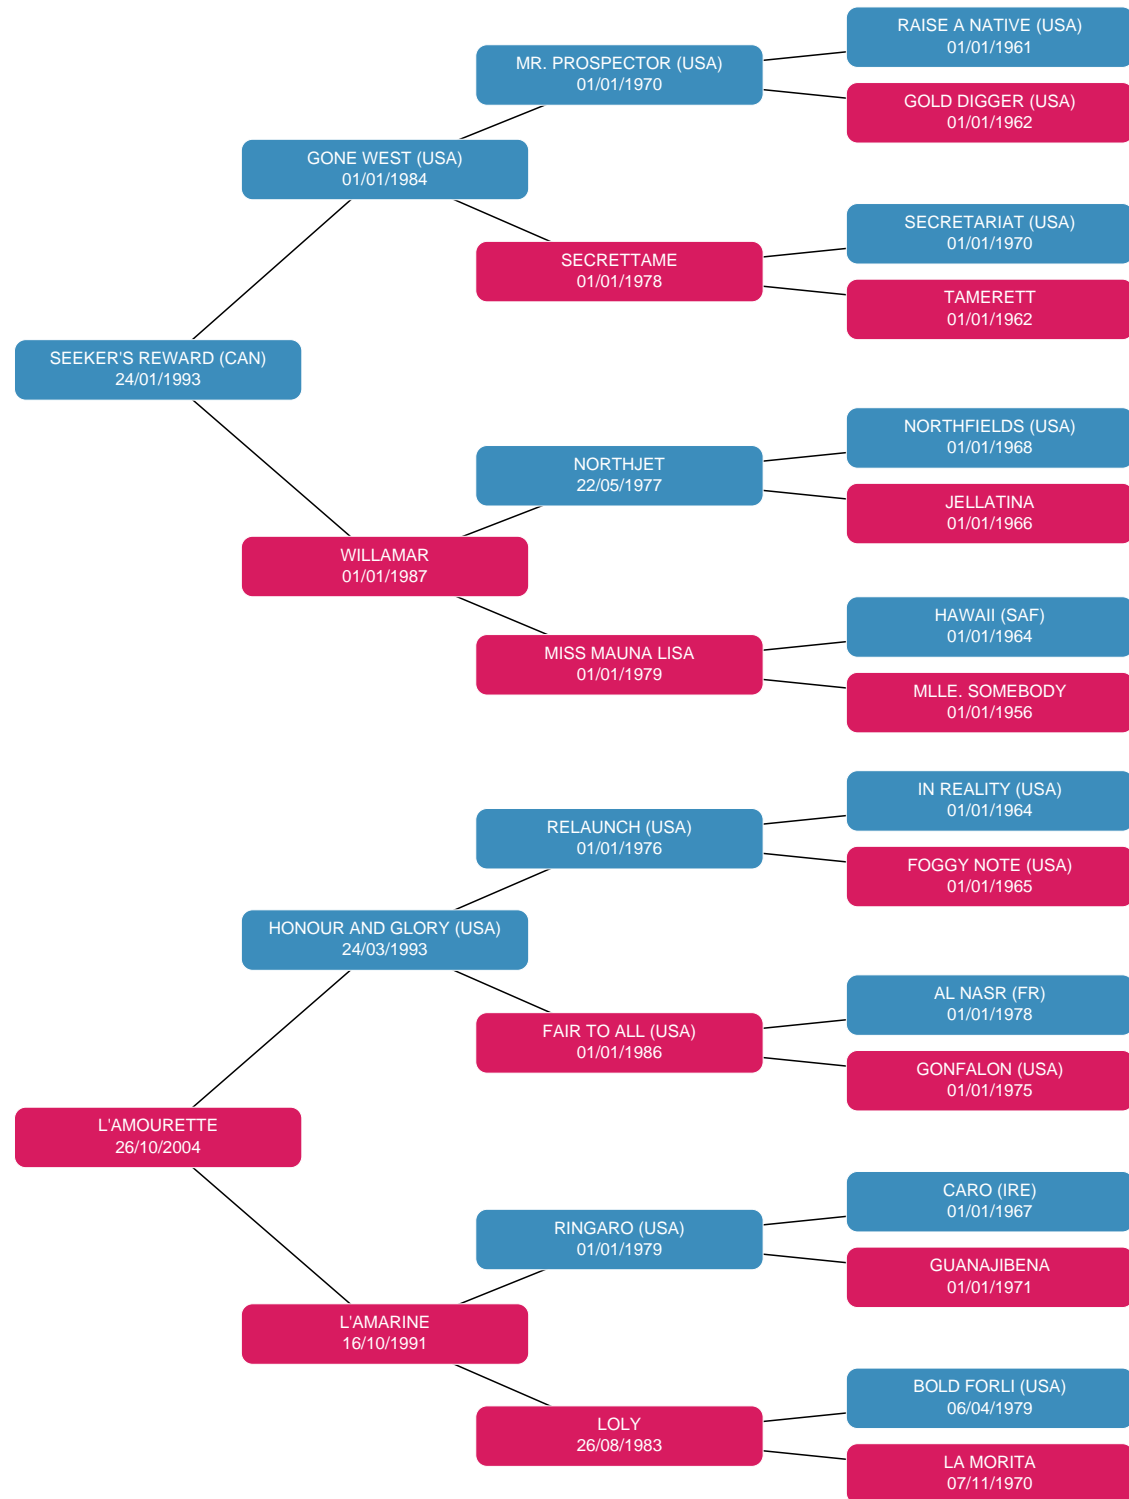 RAISE A NATIVE (USA)
01/01/1961
MR. PROSPECTOR (USA)
01/01/1970
GOLD DIGGER (USA)
01/01/1962
GONE WEST (USA)
01/01/1984
SECRETARIAT (USA)
01/01/1970
SECRETTAME
01/01/1978
TAMERETT
01/01/1962
SEEKER'S REWARD (CAN)
24/01/1993
NORTHFIELDS (USA)
01/01/1968
NORTHJET
22/05/1977
JELLATINA
01/01/1966
WILLAMAR
01/01/1987
HAWAII (SAF)
01/01/1964
MISS MAUNA LISA
01/01/1979
MLLE. SOMEBODY
01/01/1956
IN REALITY (USA)
01/01/1964
RELAUNCH (USA)
01/01/1976
FOGGY NOTE (USA)
01/01/1965
HONOUR AND GLORY (USA)
24/03/1993
AL NASR (FR)
01/01/1978
FAIR TO ALL (USA)
01/01/1986
GONFALON (USA)
01/01/1975
L'AMOURETTE
26/10/2004
CARO (IRE)
01/01/1967
RINGARO (USA)
01/01/1979
GUANAJIBENA
01/01/1971
L'AMARINE
16/10/1991
BOLD FORLI (USA)
06/04/1979
LOLY
26/08/1983
LA MORITA
07/11/1970